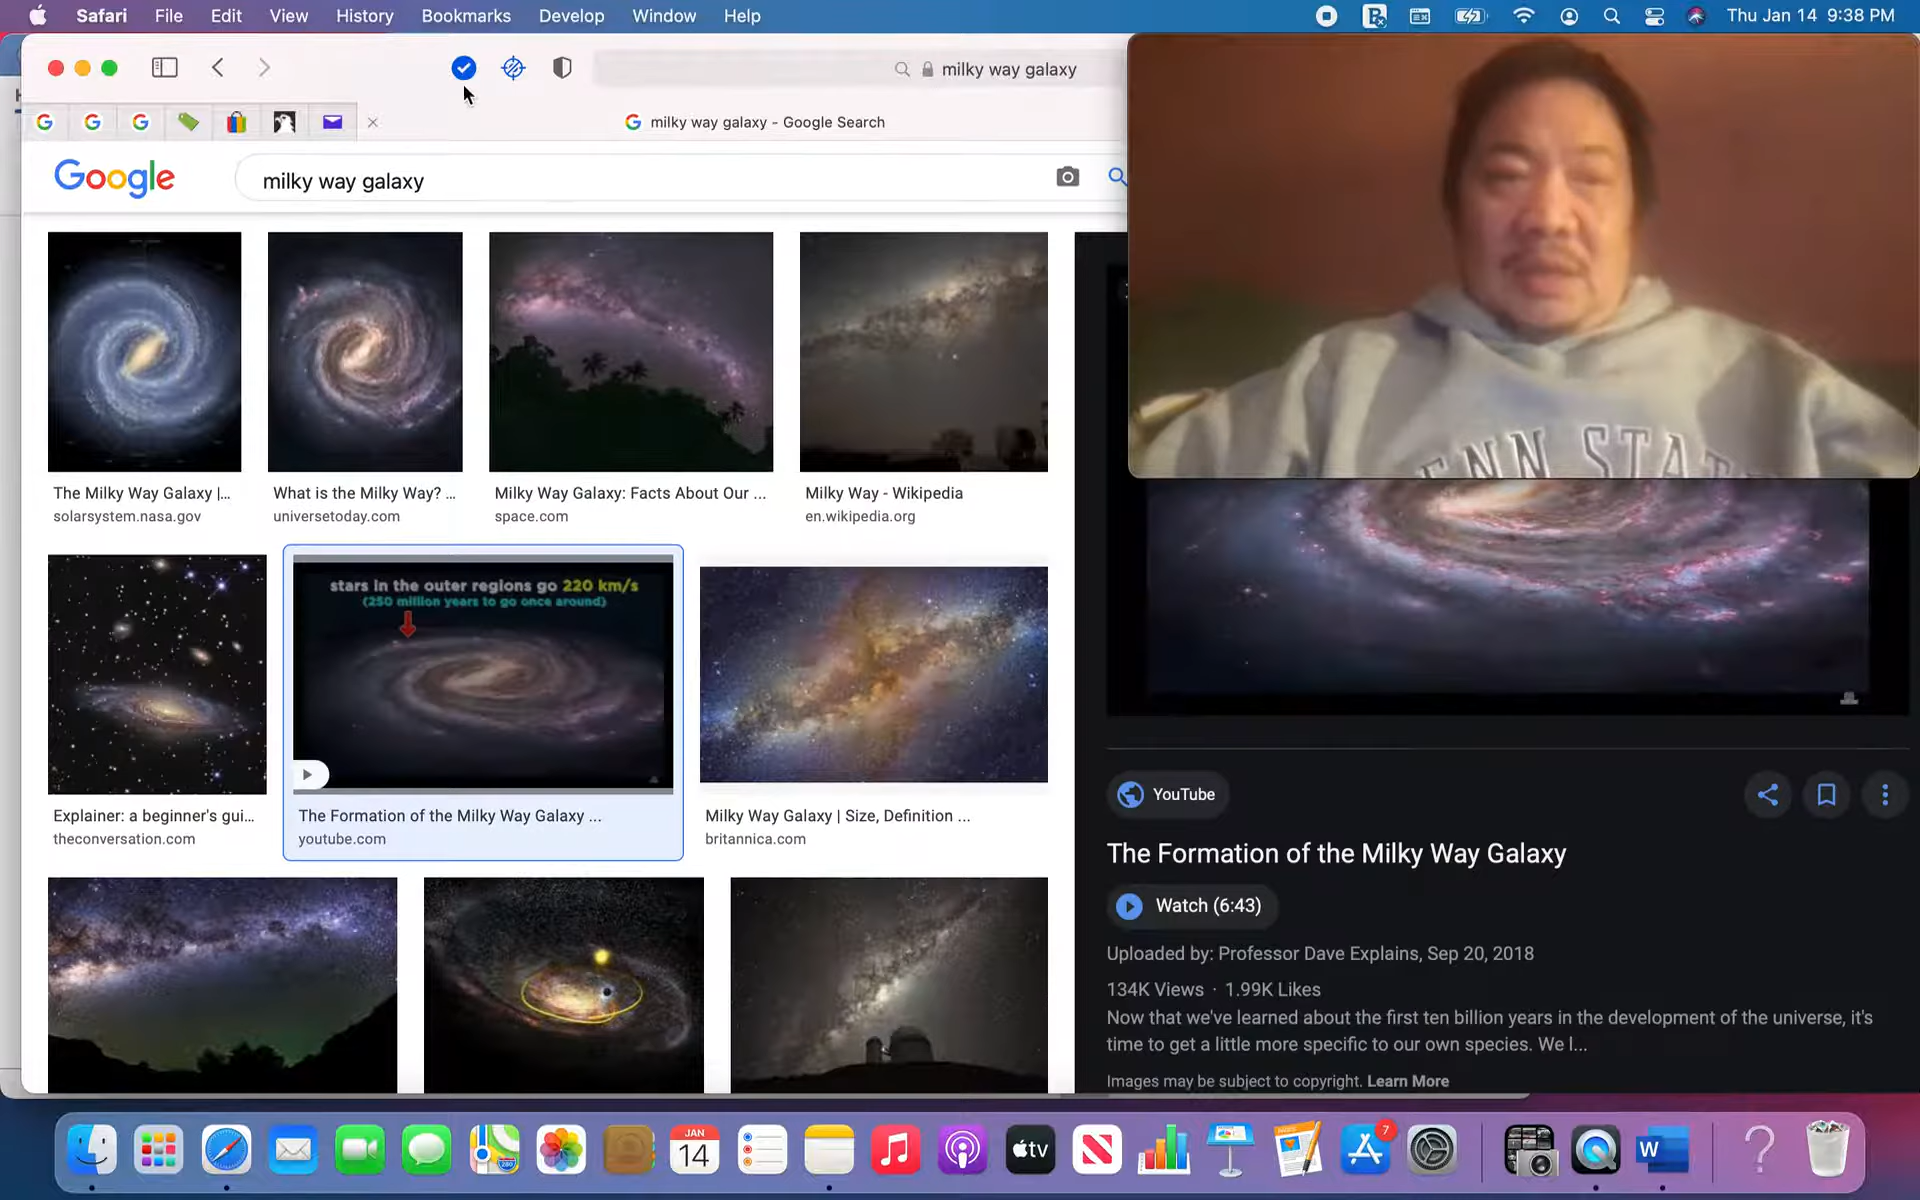 Safari File Edit View History Bookmarks Develop Window Help
Thu Jan 14 9:38 PM
milky way galaxy
milky way galaxy - Google Search
Google
milky way galaxy
The Milky Way Galaxy |...
solarsystem.nasa.gov
What is the Milky Way? ...
universetoday.com
Milky Way Galaxy: Facts About Our ...
space.com
Milky Way - Wikipedia
en.wikipedia.org
ENN STAT
stars in the outer regions go 220 km/s
(250 million years to go once around)
Explainer: a beginner's gui...
theconversation.com
The Formation of the Milky Way Galaxy ...
youtube.com
Milky Way Galaxy | Size, Definition ...
britannica.com
YouTube
The Formation of the Milky Way Galaxy
Watch (6:43)
Uploaded by: Professor Dave Explains, Sep 20, 2018
134K Views · 1.99K Likes
Now that we've learned about the first ten billion years in the development of the universe, it's
time to get a little more specific to our own species. We l...
Images may be subject to copyright. Learn More
JAN
14
280
tv
7
W